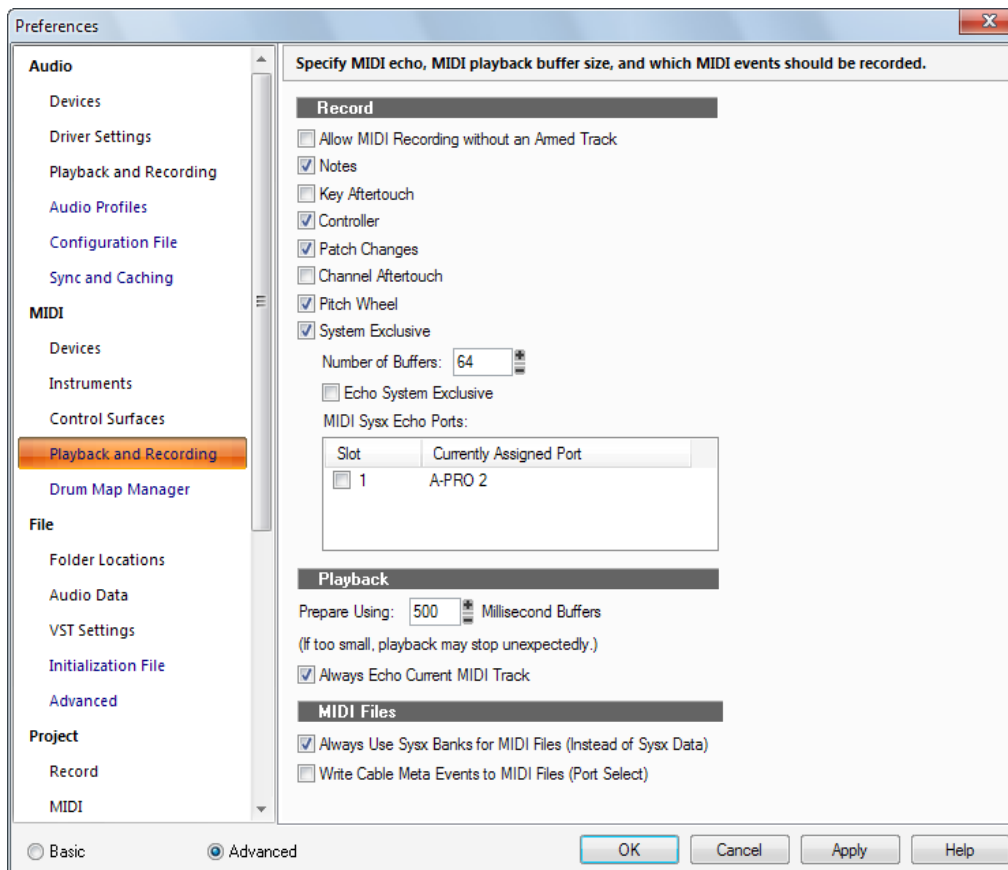 Preferences
Audio
Devices
Driver Settings
Playback and Recording
Audio Profiles
Configuration File
Sync and Caching
MIDI
Devices
Instruments
Control Surfaces
Playback and Recording
Drum Map Manager
File
Folder Locations
Audio Data
VST Settings
Initialization File
Advanced
Project
Record
MIDI
Specify MIDI echo, MIDI playback buffer size, and which MIDI events should be recorded.
Record
Allow MIDI Recording without an Armed Track
Notes
Key Aftertouch
Controller
Patch Changes
Channel Aftertouch
Pitch Wheel
System Exclusive
Number of Buffers: 64
Echo System Exclusive
MIDI Sysx Echo Ports:
Slot Currently Assigned Port
1 A-PRO 2
Playback
Prepare Using: 500 Millisecond Buffers
(If too small, playback may stop unexpectedly.)
Always Echo Current MIDI Track
MIDI Files
Always Use Sysx Banks for MIDI Files (Instead of Sysx Data)
Write Cable Meta Events to MIDI Files (Port Select)
Basic Advanced OK Cancel Apply Help